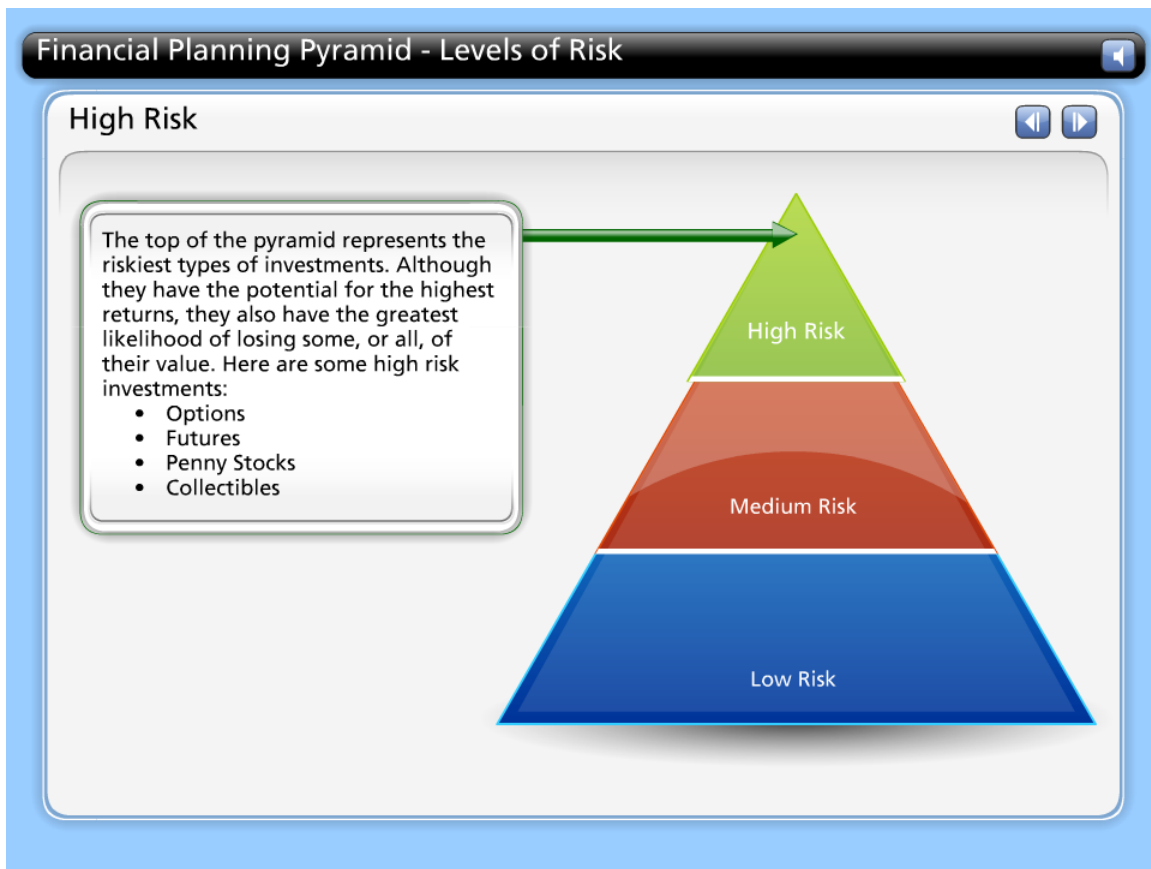 Financial Planning Pyramid - Levels of Risk
High Risk
The top of the pyramid represents the
riskiest types of investments. Although
they have the potential for the highest
returns, they also have the greatest
likelihood of losing some, or all, of
their value. Here are some high risk
investments:
• Options
• Futures
• Penny Stocks
• Collectibles
High Risk
Medium Risk
Low Risk